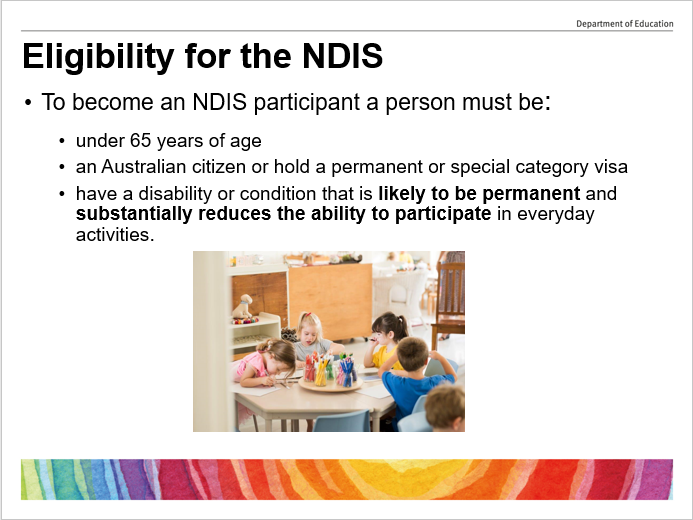 Department of Education
Eligibility for the NDIS
• To become an NDIS participant a person must be:
• under 65 years of age
• an Australian citizen or hold a permanent or special category visa
• have a disability or condition that is likely to be permanent and
substantially reduces the ability to participate in everyday
activities.